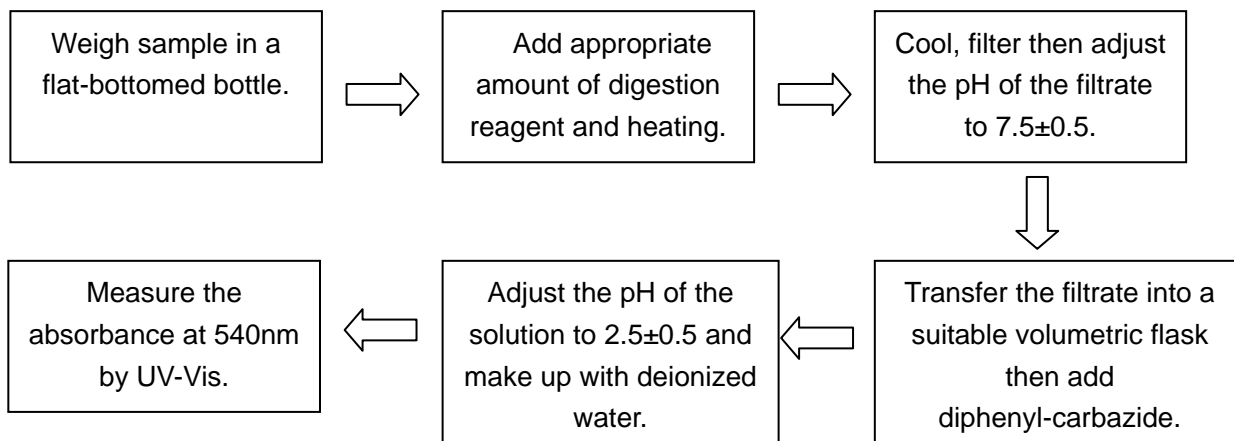 Weigh sample in a
flat-bottomed bottle.
Add appropriate
amount of digestion
reagent and heating.
Cool, filter then adjust
the pH of the filtrate
to 7.5±0.5.
Transfer the filtrate into a
suitable volumetric flask
then add
diphenyl-carbazide.
Adjust the pH of the
solution to 2.5±0.5 and
make up with deionized
water.
Measure the
absorbance at 540nm
by UV-Vis.